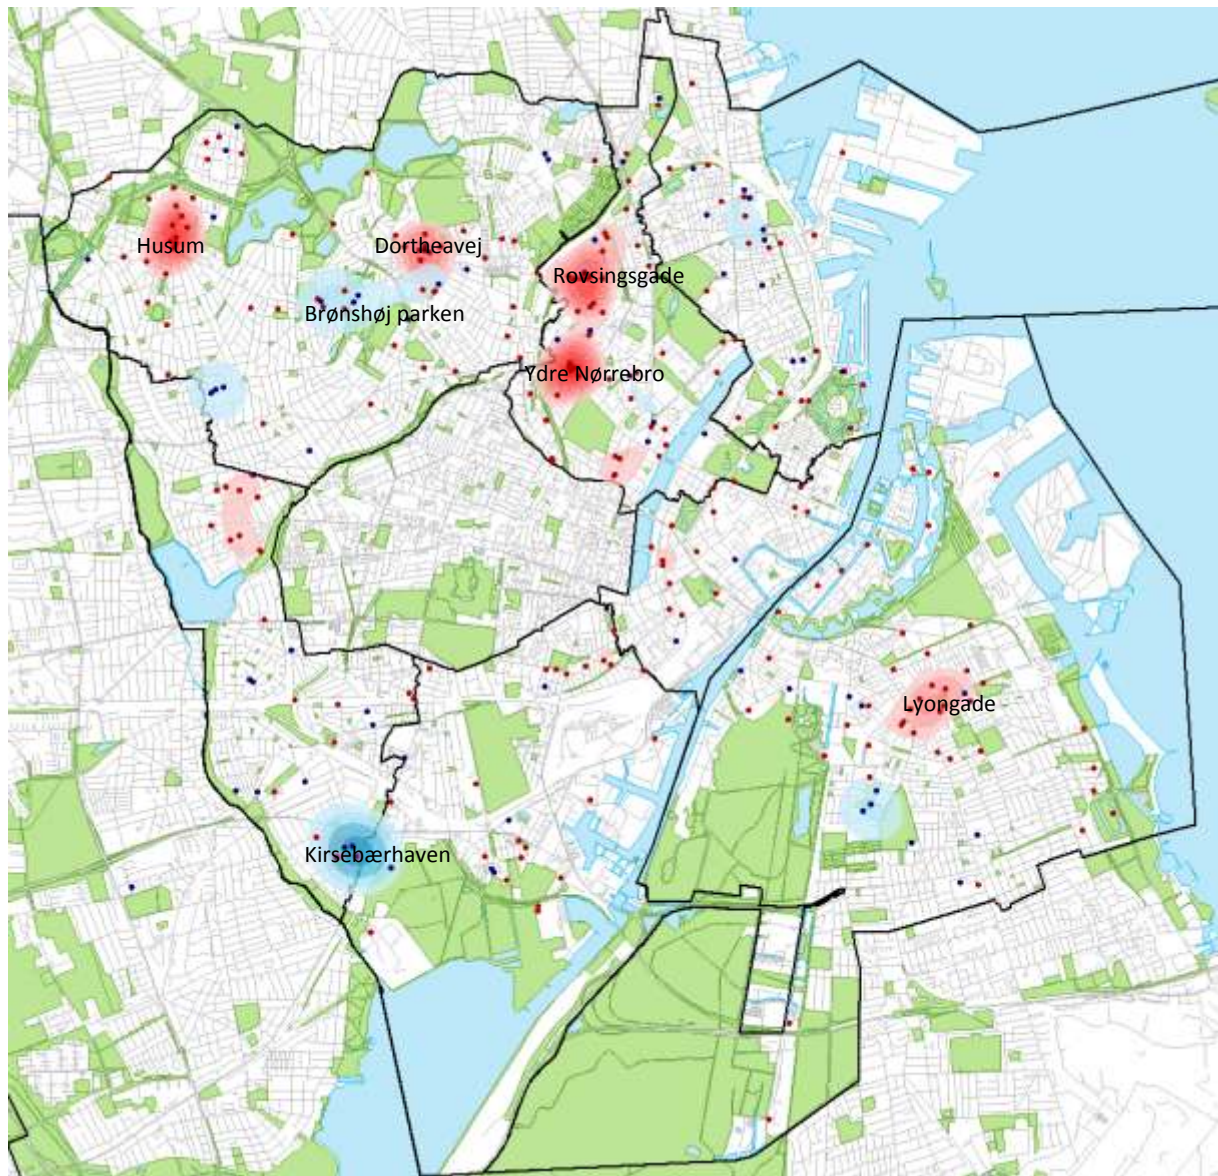 Husum
Dortheavej
Rovsingsgade
Brønshøj parken
Ydre Nørrebro
Lyongade
Kirsebærhaven